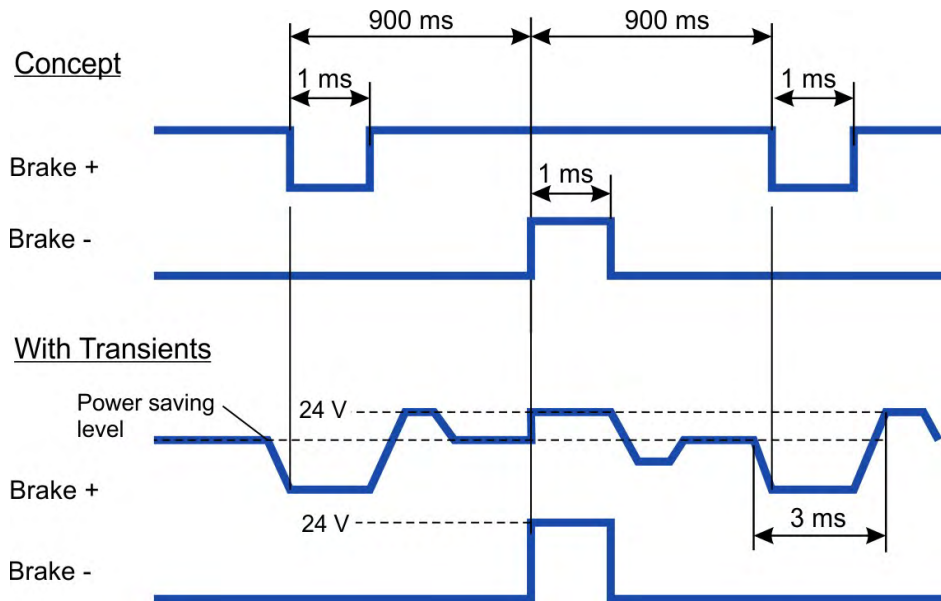 900 ms 900 ms
Concept
1 ms 1 ms
Brake +
1 ms
Brake -
With Transients
Power saving
level
24 V
Brake +
24 V
3 ms
Brake -